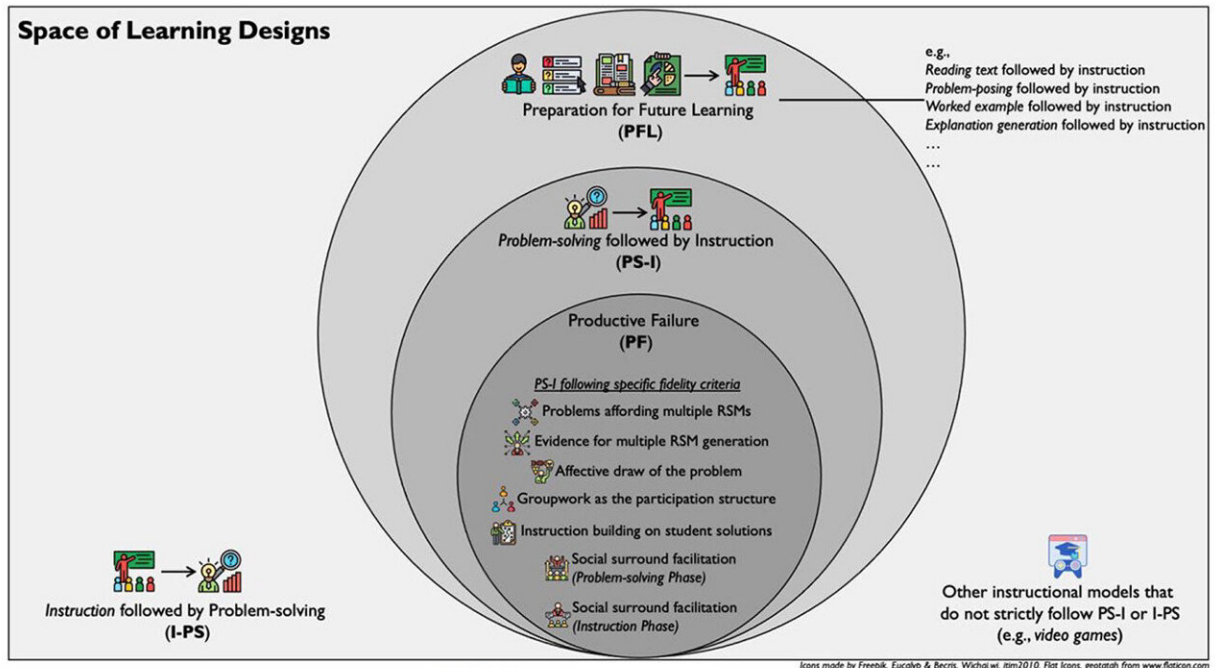 Space of Learning Designs
Preparation for Future Learning
(PFL)
e.g.,
Reading text followed by instruction
Problem-posing followed by instruction
Worked example followed by instruction
Explanation generation followed by instruction
...
...
Problem-solving followed by Instruction
(PS-I)
Productive Failure
(PF)
PS-I following specific fidelity criteria
Problems affording multiple RSMs
Evidence for multiple RSM generation
Affective draw of the problem
Groupwork as the participation structure
Instruction building on student solutions
Social surround facilitation
(Problem-solving Phase)
Social surround facilitation
(Instruction Phase)
Instruction followed by Problem-solving
(I-PS)
Other instructional models that
do not strictly follow PS-I or I-PS
(e.g., video games)
Icons made by Freepik, Eucalyp & Becris, Wichai.wi, itim2010, Flat Icons, geotatah from www.flaticon.com